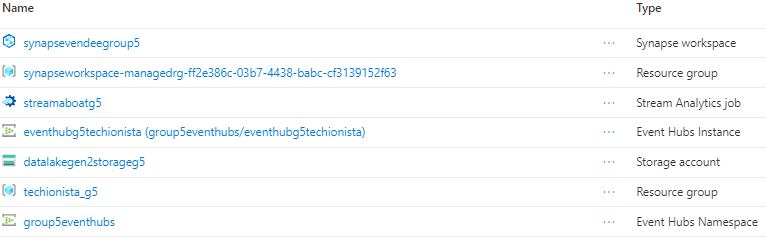 Name Type
synapsevendeegroup5 ... Synapse workspace
synapseworkspace-managedrg-ff2e386c-03b7-4438-babc-cf3139152f63 ... Resource group
streamaboatg5 ... Stream Analytics job
eventhubg5techionista (group5eventhubs/eventhubg5techionista) ... Event Hubs Instance
datalakegen2storageg5 ... Storage account
techionista_g5 ... Resource group
group5eventhubs ... Event Hubs Namespace